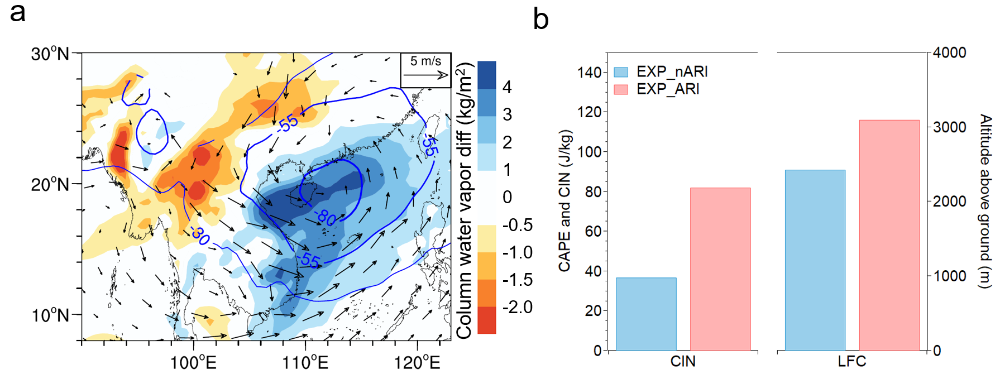 a
30°N
20°N
10°N
100°E
110°E
120°E
5 m/s
-55
-55
-80
-55
-30
Column water vapor diff (kg/m²)
4
3
2
1
0
-0.5
-1.0
-1.5
-2.0
b
CAPE and CIN (J/kg)
140
120
100
80
60
40
20
0
EXP_nARI
EXP_ARI
CIN
LFC
4000
3000
2000
1000
0
Altitude above ground (m)